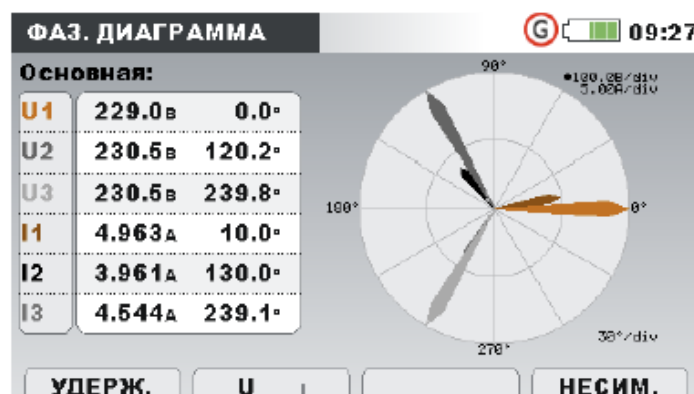 ФАЗ. ДИАГРАММА G 09:27
Основная:
U1 229.0В 0.0°
U2 230.5В 120.2°
U3 230.5В 239.8°
I1 4.963А 10.0°
I2 3.961А 130.0°
I3 4.544А 239.1°
90°
100.0В/div
5.00A/div
180°
0°
270°
30°/div
УДЕРЖ. U I НЕСИМ.